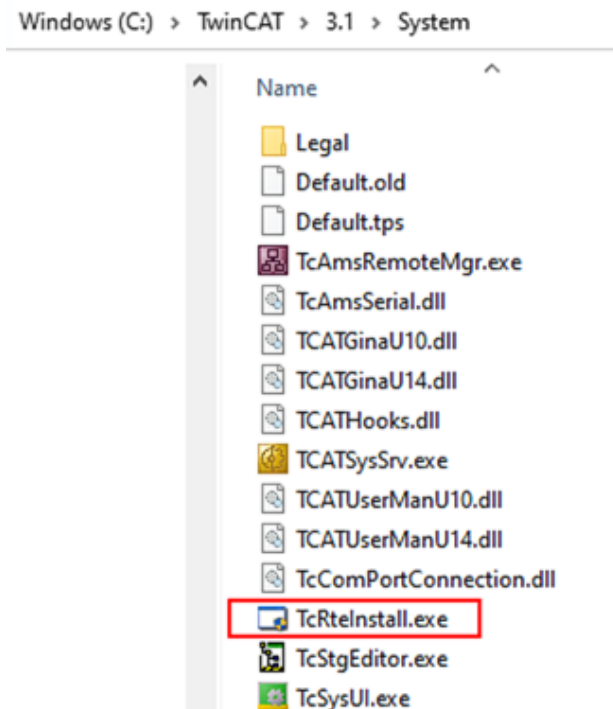 Windows (C:) > TwinCAT > 3.1 > System
Name
Legal
Default.old
Default.tps
TcAmsRemoteMgr.exe
TcAmsSerial.dll
TCATGinaU10.dll
TCATGinaU14.dll
TCATHooks.dll
TCATSysSrv.exe
TCATUserManU10.dll
TCATUserManU14.dll
TcComPortConnection.dll
TcRteInstall.exe
TcStgEditor.exe
TcSysUI.exe